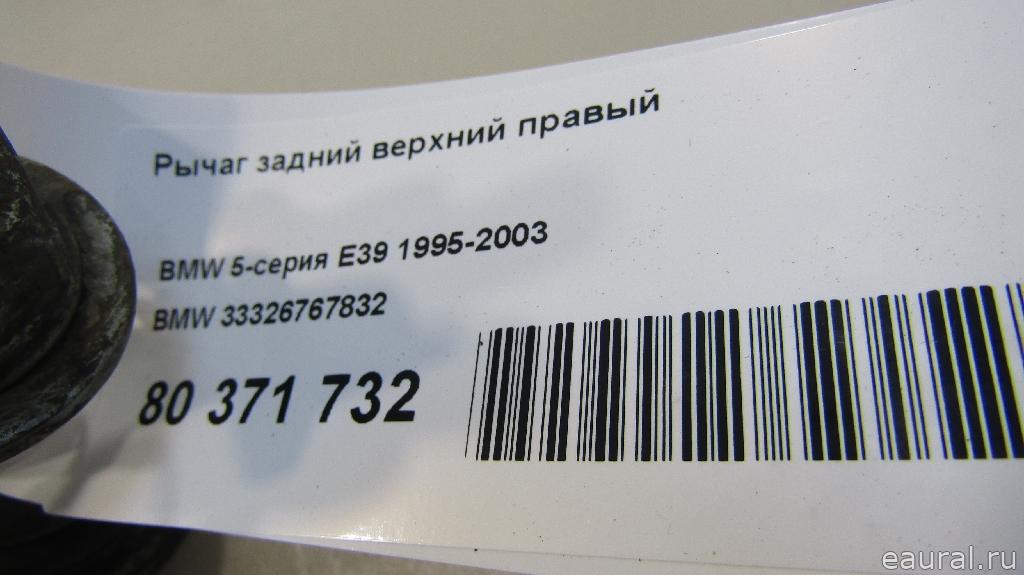 Рычаг задний верхний правый
BMW 5-серия E39 1995-2003
BMW 33326767832
80 371 732
eaural.ru